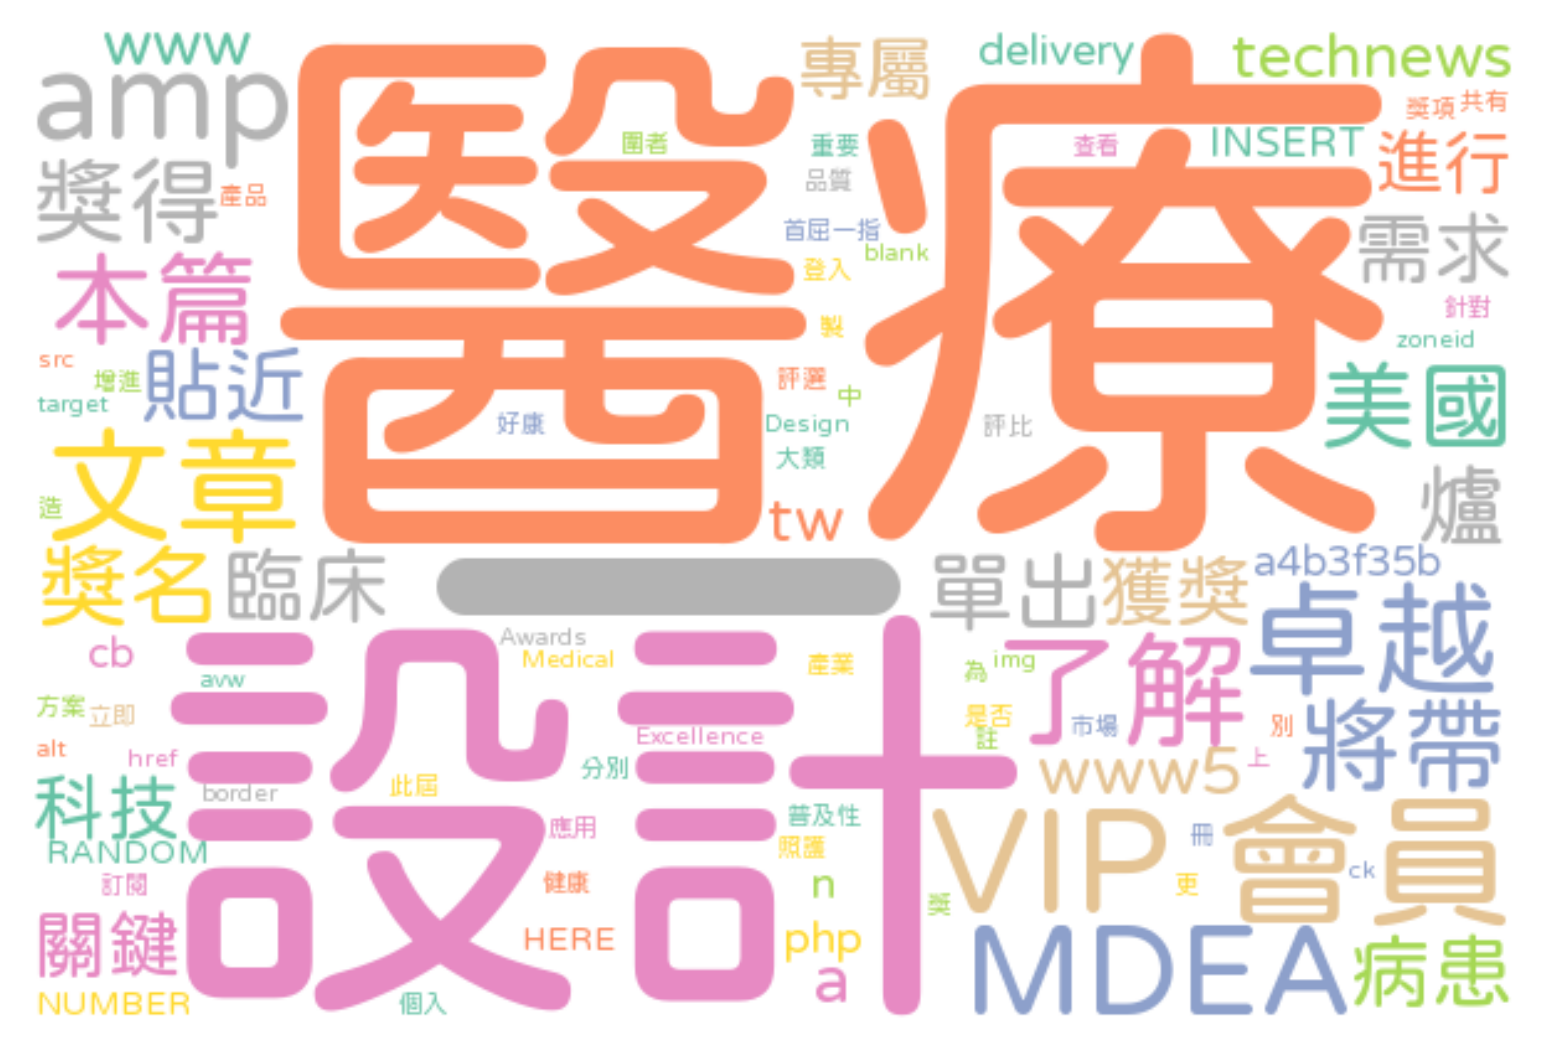 www
delivery
technews
專屬
amp
醫療
獎項
共有
圍者
重要
查看
INSERT
進行
獎得
產品
品質
首屈一指
需求
blank
登入
本篇
針對
製
zoneid
src
貼近
增進
評選
中
美國
target
好康
Design
評比
大類
文章
造
tw
爐
獎名
臨床
一
單出
獲獎
a4b3f35b
卓越
Awards
Medical
cb
設計
產業
為
img
了解
avw
方案
立即
是否
市場
別
將帶
註
alt
href
Excellence
分別
上
www5
border
此屆
科技
普及性
VIP
會員
RANDOM
應用
照護
冊
訂閱
健康
n
更
ck
獎
關鍵
HERE
php
MDEA
病患
a
NUMBER
個入